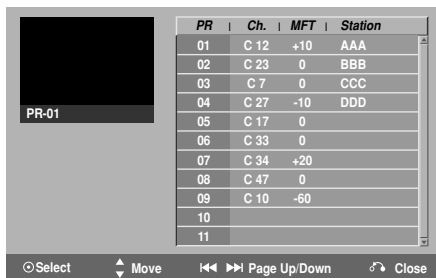 PR-01
PR | Ch. | MFT | Station
01 C 12 +10 AAA
02 C 23 0 BBB
03 C 7 0 CCC
04 C 27 -10 DDD
05 C 17 0
06 C 33 0
07 C 34 +20
08 C 47 0
09 C 10 -60
10
11
Select Move Page Up/Down Close